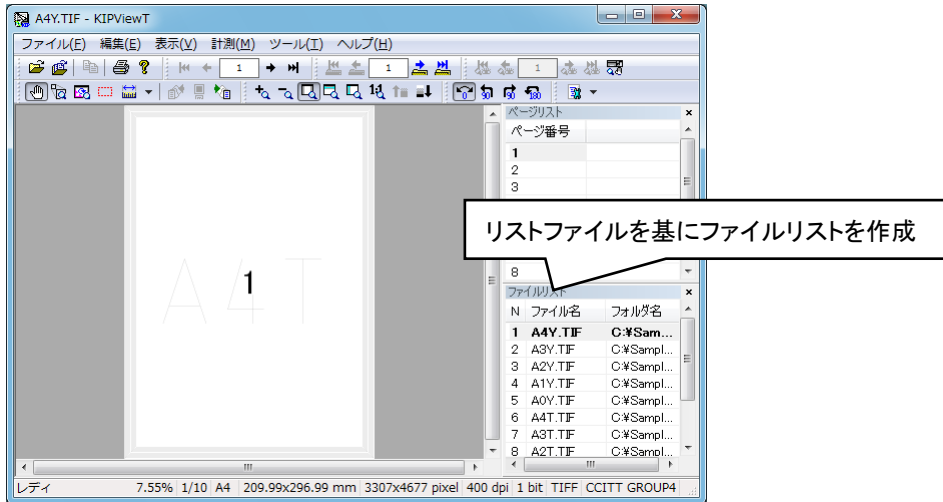 A4Y.TIF - KIPViewT
ファイル(F) 編集(E) 表示(V) 計測(M) ツール(T) ヘルプ(H)
1 1 1
1:1 0 90 90 180
ページリスト
ページ番号
1
2
3
リストファイルを基にファイルリストを作成
8
ファイルリスト
N ファイル名 フォルダ名
1 A4Y.TIF C:¥Sam...
2 A3Y.TIF C:¥Sampl...
3 A2Y.TIF C:¥Sampl...
4 A1Y.TIF C:¥Sampl...
5 A0Y.TIF C:¥Sampl...
6 A4T.TIF C:¥Sampl...
7 A3T.TIF C:¥Sampl...
8 A2T.TIF C:¥Sampl...
A4T
1
レディ 7.55% 1/10 A4 209.99x296.99 mm 3307x4677 pixel 400 dpi 1 bit TIFF CCITT GROUP4